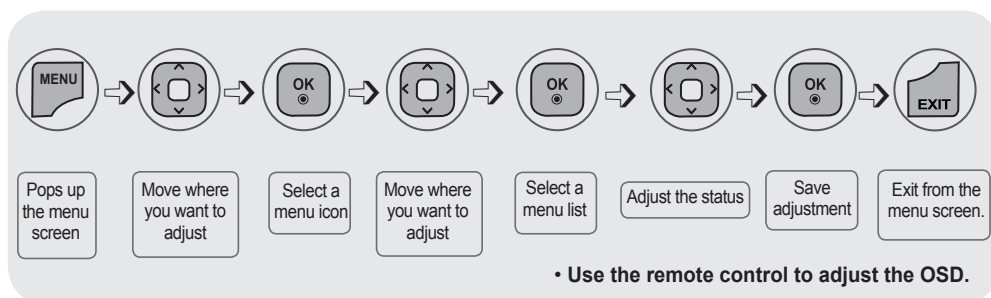 MENU
OK
OK
OK
EXIT
Pops up
the menu
screen
Move where
you want to
adjust
Select a
menu icon
Move where
you want to
adjust
Select a
menu list
Adjust the status
Save
adjustment
Exit from the
menu screen.
• Use the remote control to adjust the OSD.